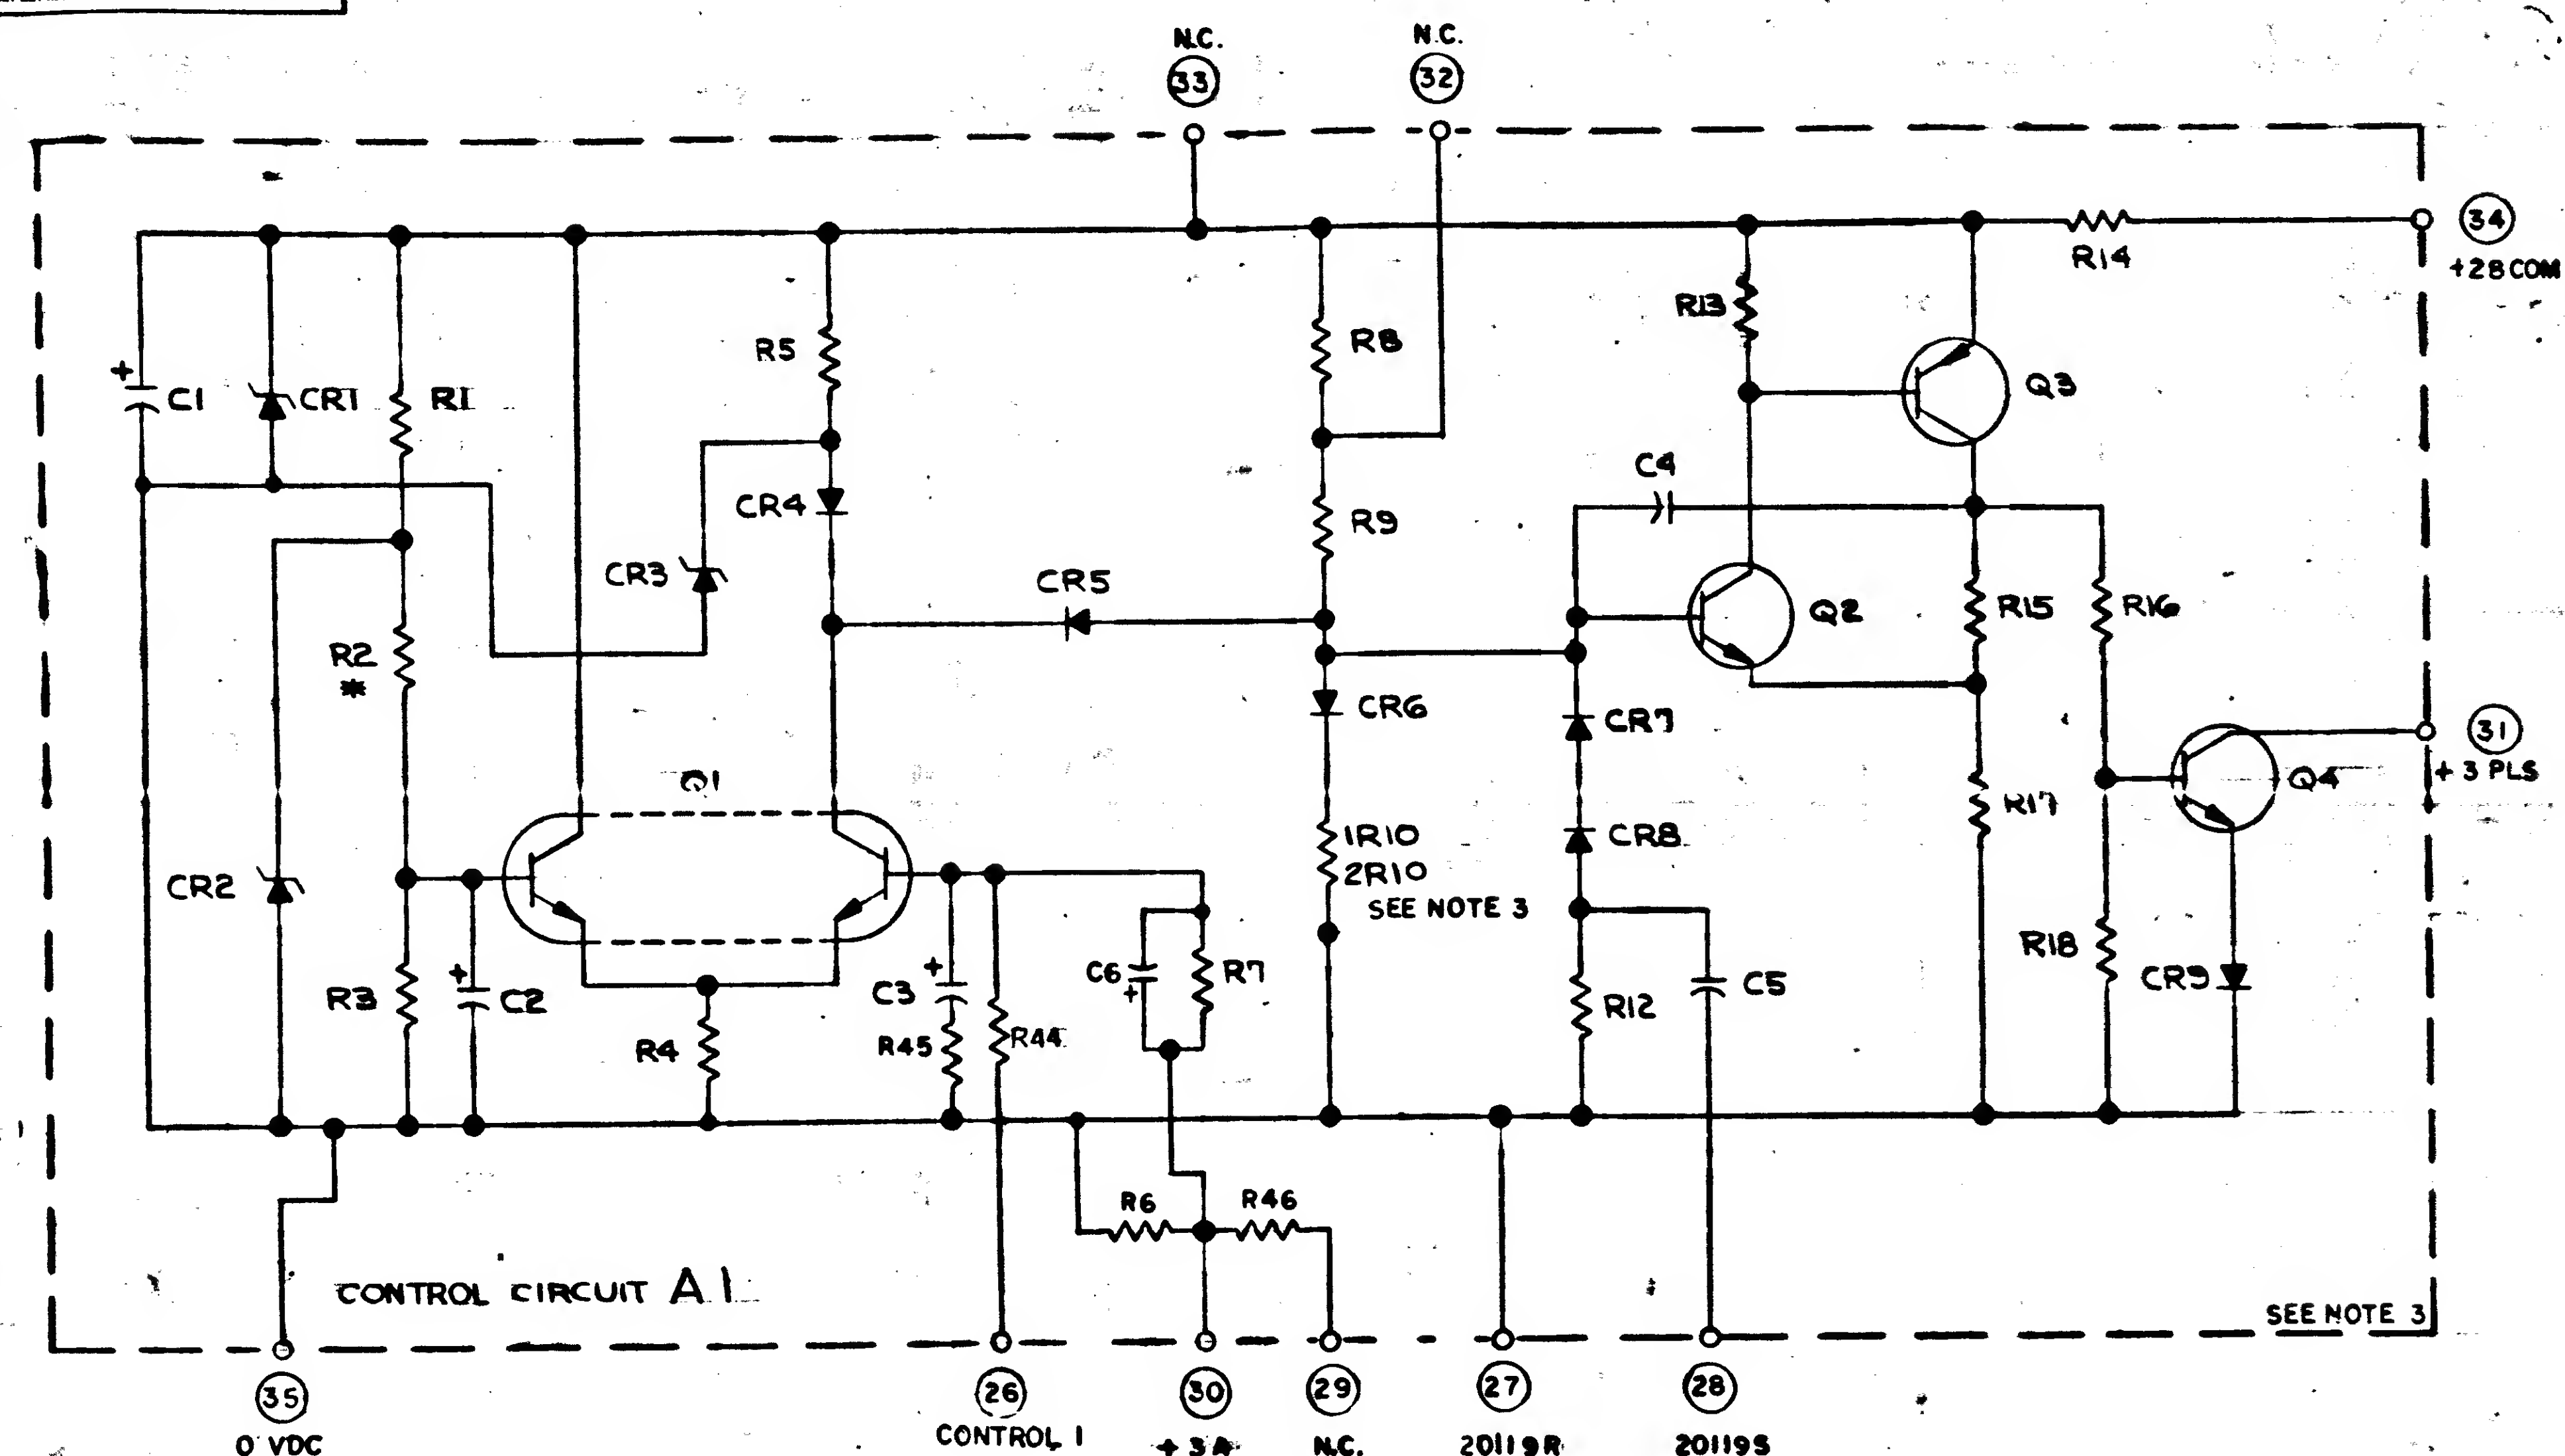 N.C. N.C.
33 32
34
+28 COM
R14
R13
R5 R8
+ C1 CR1 R1 Q3
C4
CR4 R9
CR3 CR5
Q2 R15 R16
R2
*
CR6 CR7
31
+ 3 PLS
Q1 Q4
R17
1R10 CR8
2R10
SEE NOTE 3
CR2
R18
C6 + R7
R3 + C2 + C3 CR9
C5
R12
R4 R45 R44
R6 R46
CONTROL CIRCUIT A1
SEE NOTE 3
35 26 30 29 27 28
0 VDC CONTROL 1 + 3A N.C. 20119R 20119S